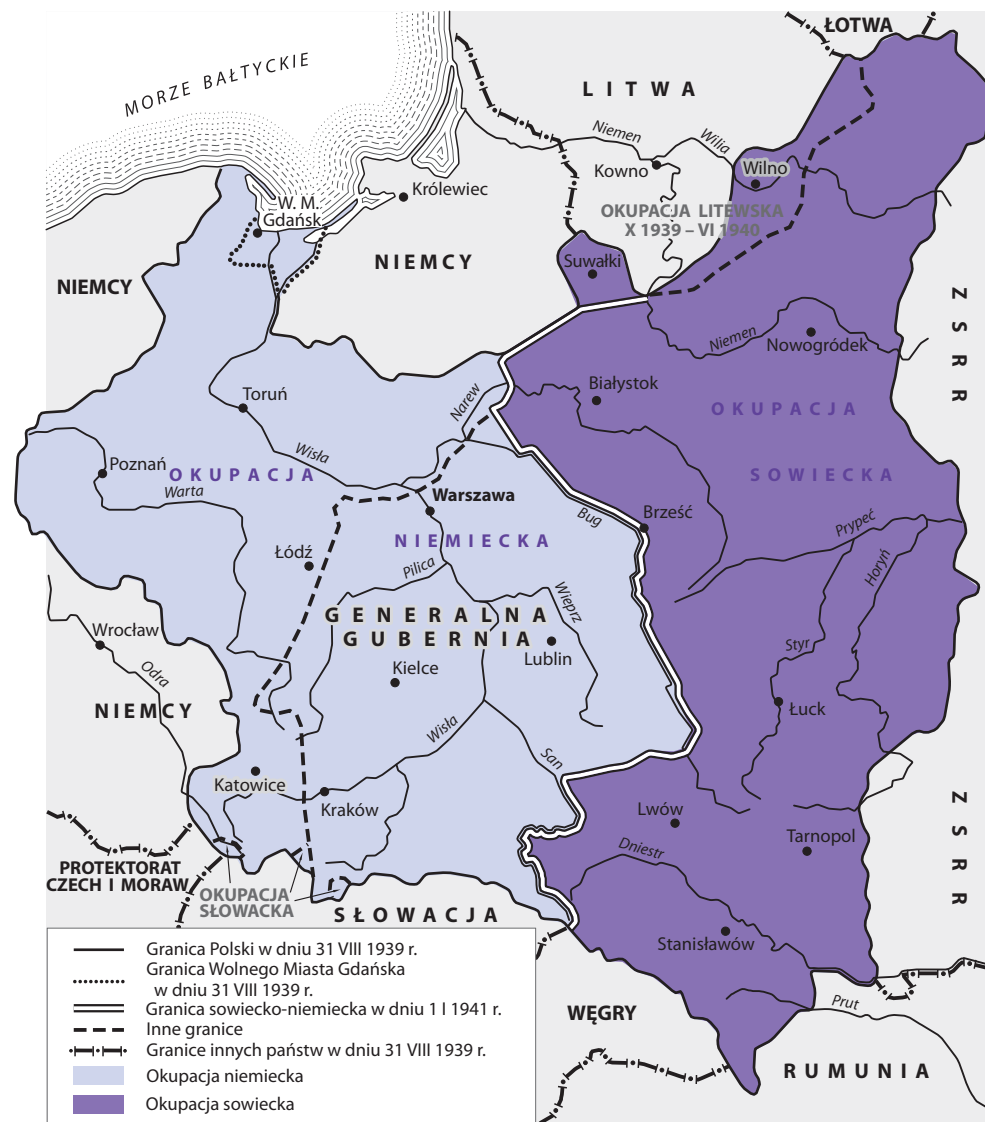 ŁOTWA
MORZE BAŁTYCKIE
LITWA
Niemen
Wilia
Kowno
Wilno
Królewiec
W. M.
Gdańsk
OKUPACJA LITEWSKA
X 1939 – VI 1940
NIEMCY
NIEMCY
Suwałki
ZSRR
Niemen
Nowogródek
Białystok
Toruń
Narew
OKUPACJA
Wisła
Poznań
OKUPACJA
SOWIECKA
Warta
Warszawa
Bug
Brześć
Prypeć
NIEMIECKA
Łódź
Pilica
Horyń
Wieprz
GENERALNA
GUBERNIA
Wrocław
Lublin
Styr
Odra
Kielce
NIEMCY
Łuck
Wisła
San
Katowice
Kraków
Lwów
ZSRR
Tarnopol
Dniestr
PROTEKTORAT
CZECH I MORAW
OKUPACJA
SŁOWACKA
SŁOWACJA
Stanisławów
WĘGRY
Prut
RUMUNIA
Granica Polski w dniu 31 VIII 1939 r.
Granica Wolnego Miasta Gdańska
w dniu 31 VIII 1939 r.
Granica sowiecko-niemiecka w dniu 1 I 1941 r.
Inne granice
Granice innych państw w dniu 31 VIII 1939 r.
Okupacja niemiecka
Okupacja sowiecka